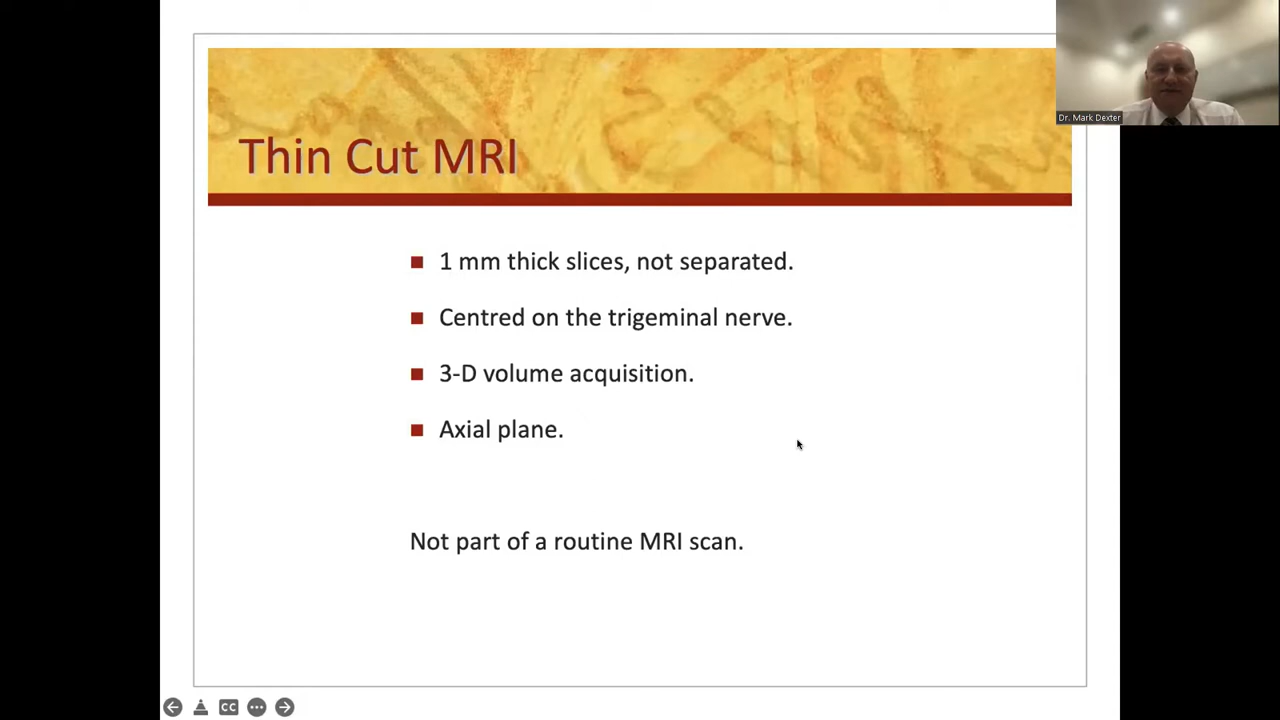 Dr. Mark Dexter
Thin Cut MRI
1 mm thick slices, not separated.
Centred on the trigeminal nerve.
3-D volume acquisition.
Axial plane.
Not part of a routine MRI scan.
CC